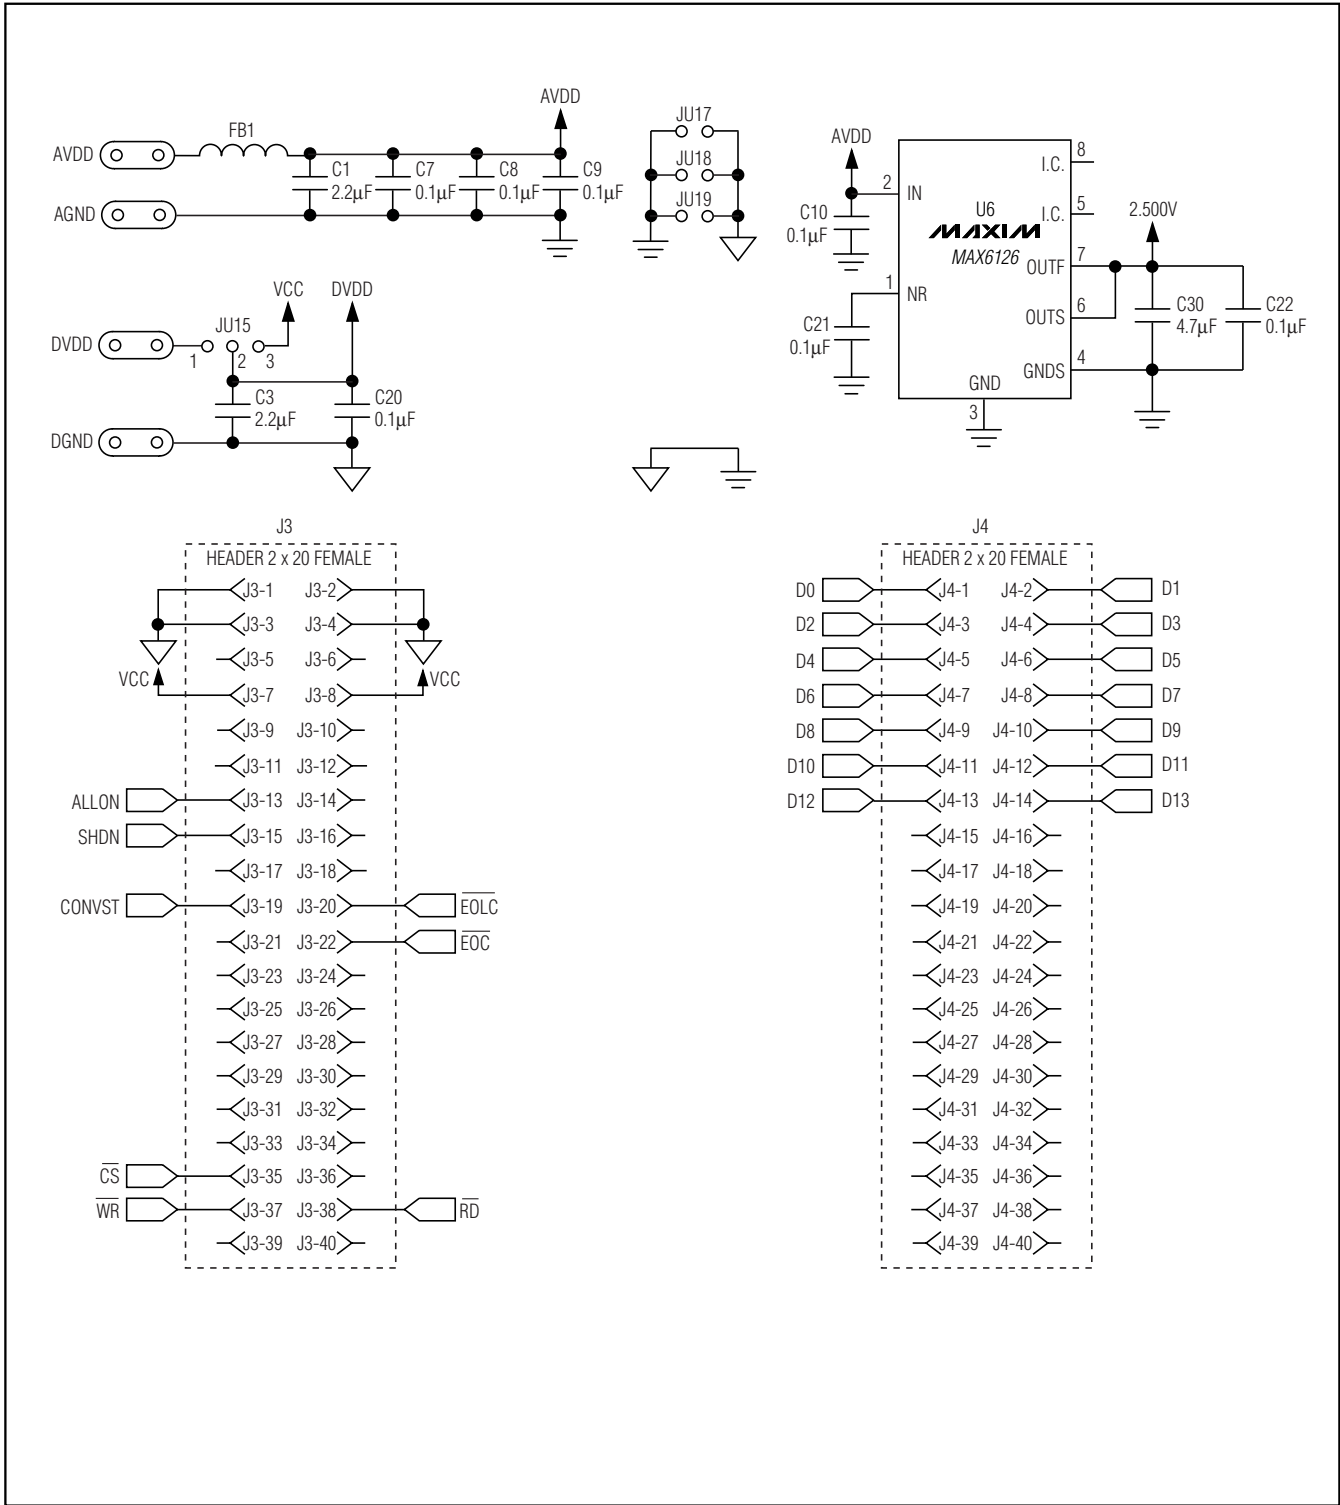 AVDD
FB1
AVDD
C1
2.2µF
C7
0.1µF
C8
0.1µF
C9
0.1µF
AGND
JU17
JU18
JU19
AVDD
C10
0.1µF
2
IN
U6
MAXIM
MAX6126
I.C.
8
I.C.
5
OUTF
7
OUTS
6
GNDS
4
GND
3
1
NR
C21
0.1µF
2.500V
C30
4.7µF
C22
0.1µF
DVDD
JU15
1
2
3
VCC
DVDD
C3
2.2µF
C20
0.1µF
DGND
J3
HEADER 2 x 20 FEMALE
J3-1 J3-2
J3-3 J3-4
J3-5 J3-6
VCC J3-7 J3-8 VCC
J3-9 J3-10
J3-11 J3-12
ALLON J3-13 J3-14
SHDN J3-15 J3-16
J3-17 J3-18
CONVST J3-19 J3-20 EOLC
J3-21 J3-22 EOC
J3-23 J3-24
J3-25 J3-26
J3-27 J3-28
J3-29 J3-30
J3-31 J3-32
J3-33 J3-34
CS J3-35 J3-36
WR J3-37 J3-38 RD
J3-39 J3-40
J4
HEADER 2 x 20 FEMALE
D0 J4-1 J4-2 D1
D2 J4-3 J4-4 D3
D4 J4-5 J4-6 D5
D6 J4-7 J4-8 D7
D8 J4-9 J4-10 D9
D10 J4-11 J4-12 D11
D12 J4-13 J4-14 D13
J4-15 J4-16
J4-17 J4-18
J4-19 J4-20
J4-21 J4-22
J4-23 J4-24
J4-25 J4-26
J4-27 J4-28
J4-29 J4-30
J4-31 J4-32
J4-33 J4-34
J4-35 J4-36
J4-37 J4-38
J4-39 J4-40